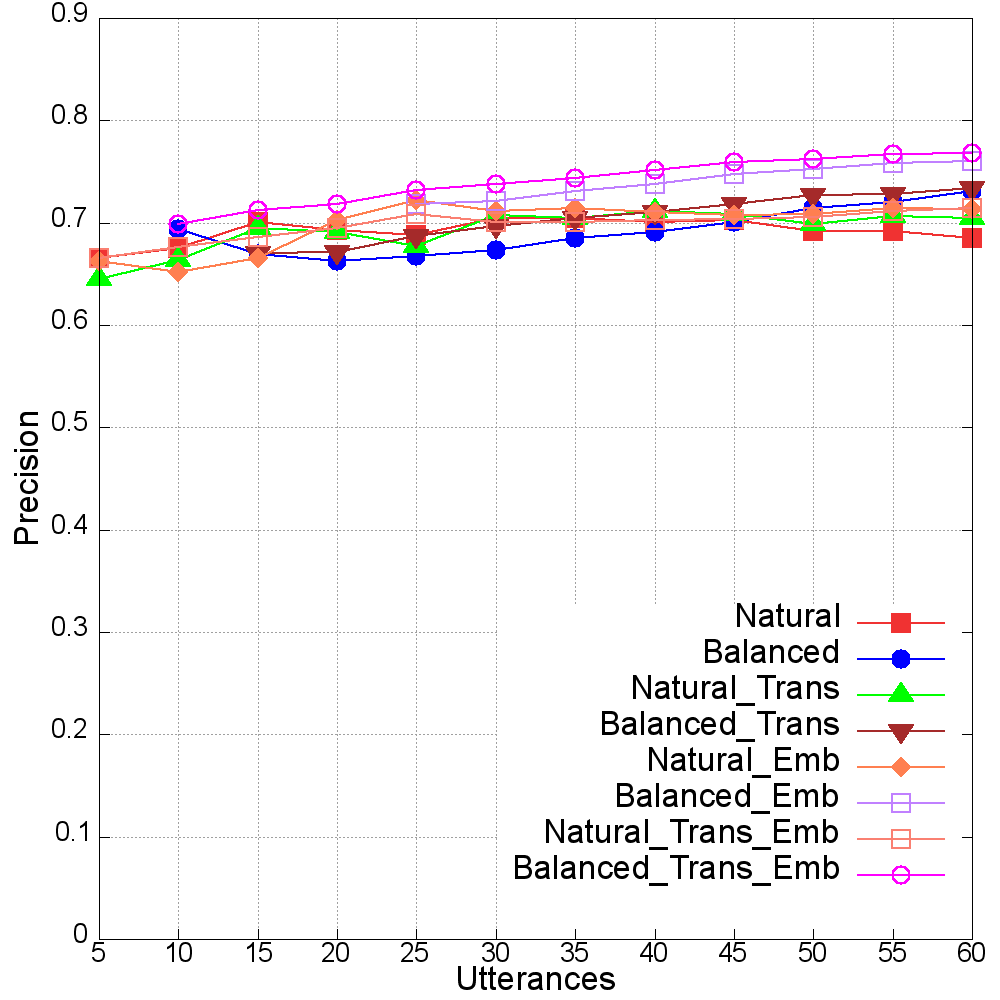 0.9
0.8
0.7
0.6
0.5
0.4
0.3
0.2
0.1
0
Precision
Natural
Balanced
Natural_Trans
Balanced_Trans
Natural_Emb
Balanced_Emb
Natural_Trans_Emb
Balanced_Trans_Emb
5 10 15 20 25 30 35 40 45 50 55 60
Utterances